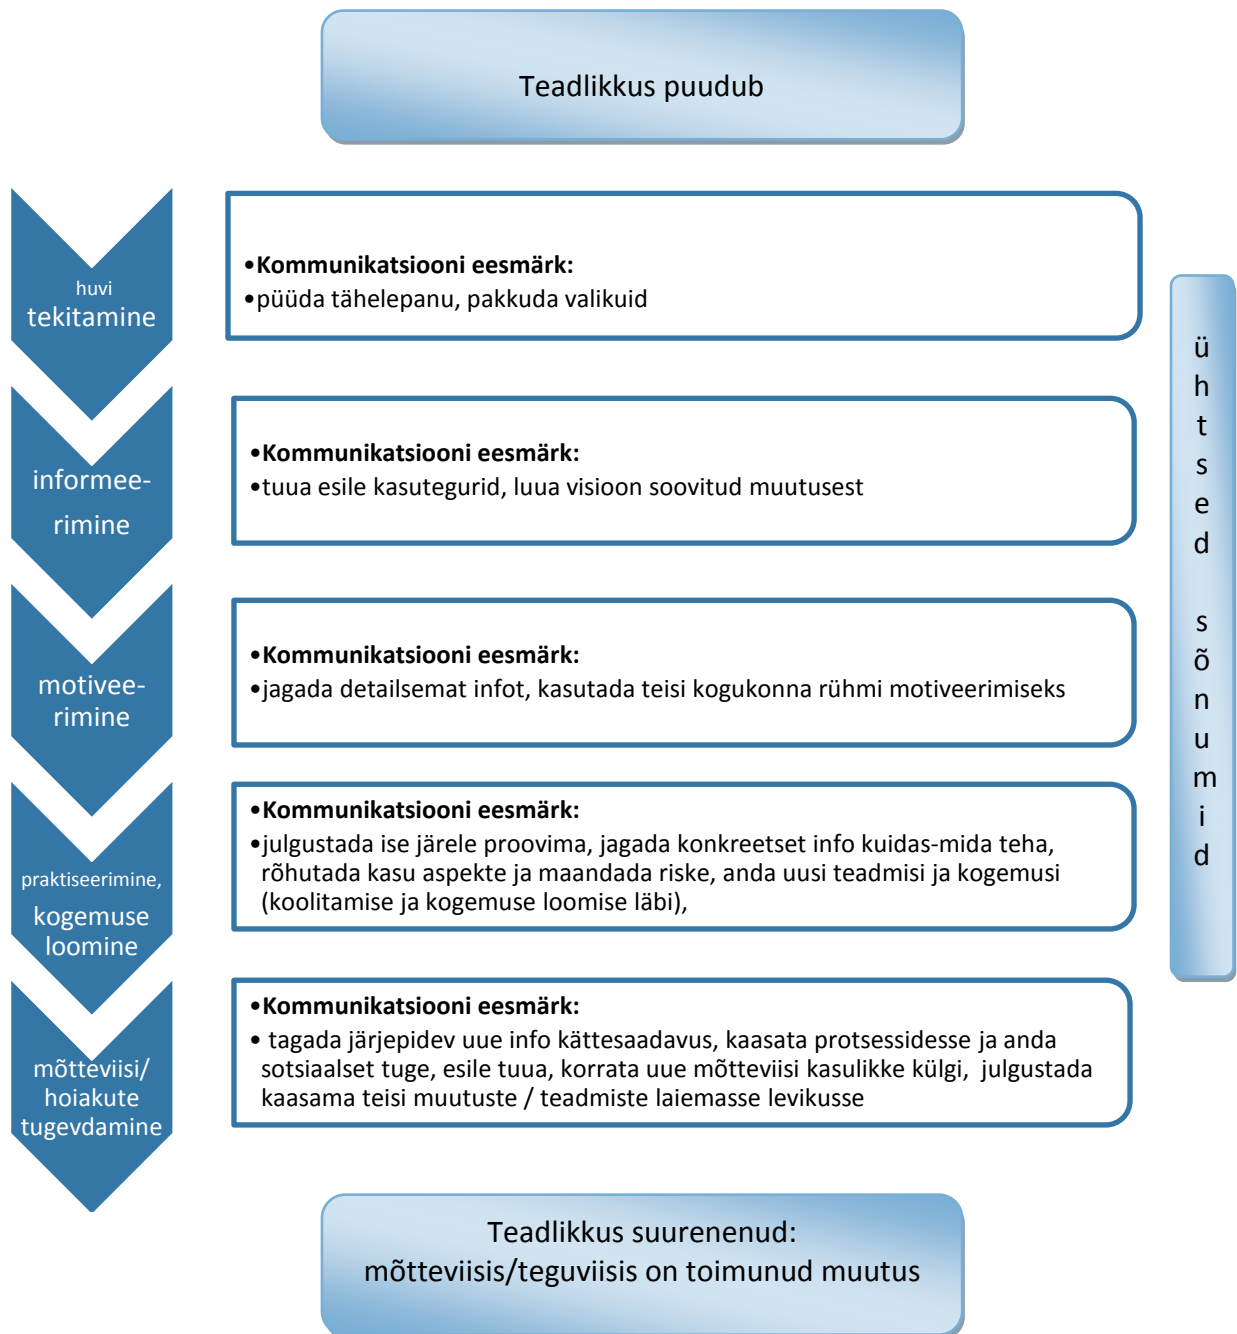 Teadlikkus puudub
huvi
tekitamine
•Kommunikatsiooni eesmärk:
•püüda tähelepanu, pakkuda valikuid
informee-
rimine
•Kommunikatsiooni eesmärk:
•tuua esile kasutegurid, luua visioon soovitud muutusest
motivee-
rimine
•Kommunikatsiooni eesmärk:
•jagada detailsemat infot, kasutada teisi kogukonna rühmi motiveerimiseks
praktiseerimine,
kogemuse
loomine
•Kommunikatsiooni eesmärk:
•julgustada ise järele proovima, jagada konkreetset info kuidas-mida teha,
rõhutada kasu aspekte ja maandada riske, anda uusi teadmisi ja kogemusi
(koolitamise ja kogemuse loomise läbi),
mõtteviisi/
hoiakute
tugevdamine
•Kommunikatsiooni eesmärk:
• tagada järjepidev uue info kättesaadavus, kaasata protsessidesse ja anda
sotsiaalset tuge, esile tuua, korrata uue mõtteviisi kasulikke külgi, julgustada
kaasama teisi muutuste / teadmiste laiemasse levikusse
ühtsed sõnumid
Teadlikkus suurenenud:
mõtteviisis/teguviisis on toimunud muutus